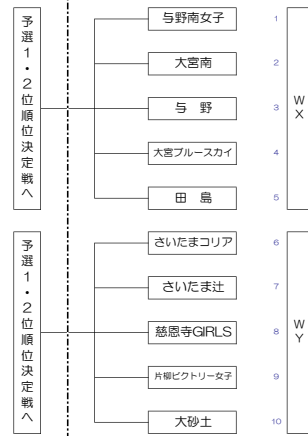 予選1・2位順位決定戦へ
与野南女子 1
大宮南 2
与野 3
大宮ブルースカイ 4
田島 5
WX
予選1・2位順位決定戦へ
さいたまコリア 6
さいたま辻 7
慈恩寺GIRLS 8
片柳ビクトリー女子 9
大砂土 10
WY